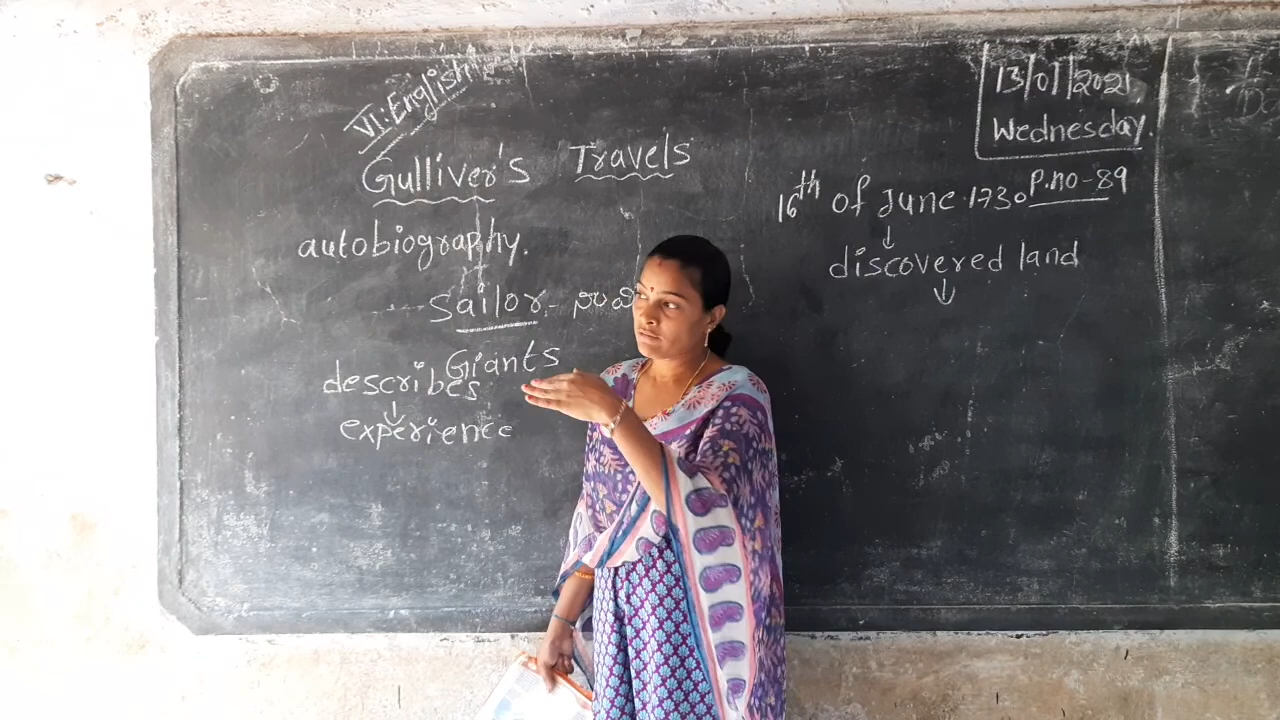 VI: English
13/01/2021.
Wednesday.
Gulliver's Travels
P.no-89
16th of June 1730
autobiography.
discovered land
Sailor -
Giants
describes
experience